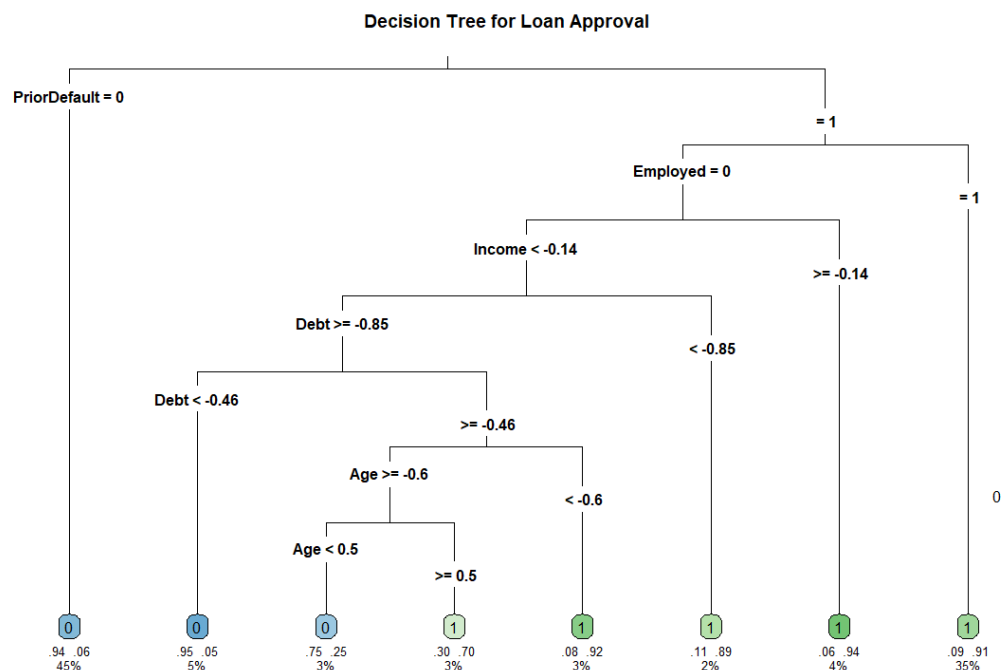 Decision Tree for Loan Approval
PriorDefault = 0
= 1
Employed = 0
= 1
Income < -0.14
>= -0.14
Debt >= -0.85
< -0.85
Debt < -0.46
>= -0.46
Age >= -0.6
< -0.6
0
Age < 0.5
>= 0.5
0 0 0 1 1 1 1 1
.94 .06 .95 .05 .75 .25 .30 .70 .08 .92 .11 .89 .06 .94 .09 .91
45% 5% 3% 3% 3% 2% 4% 35%